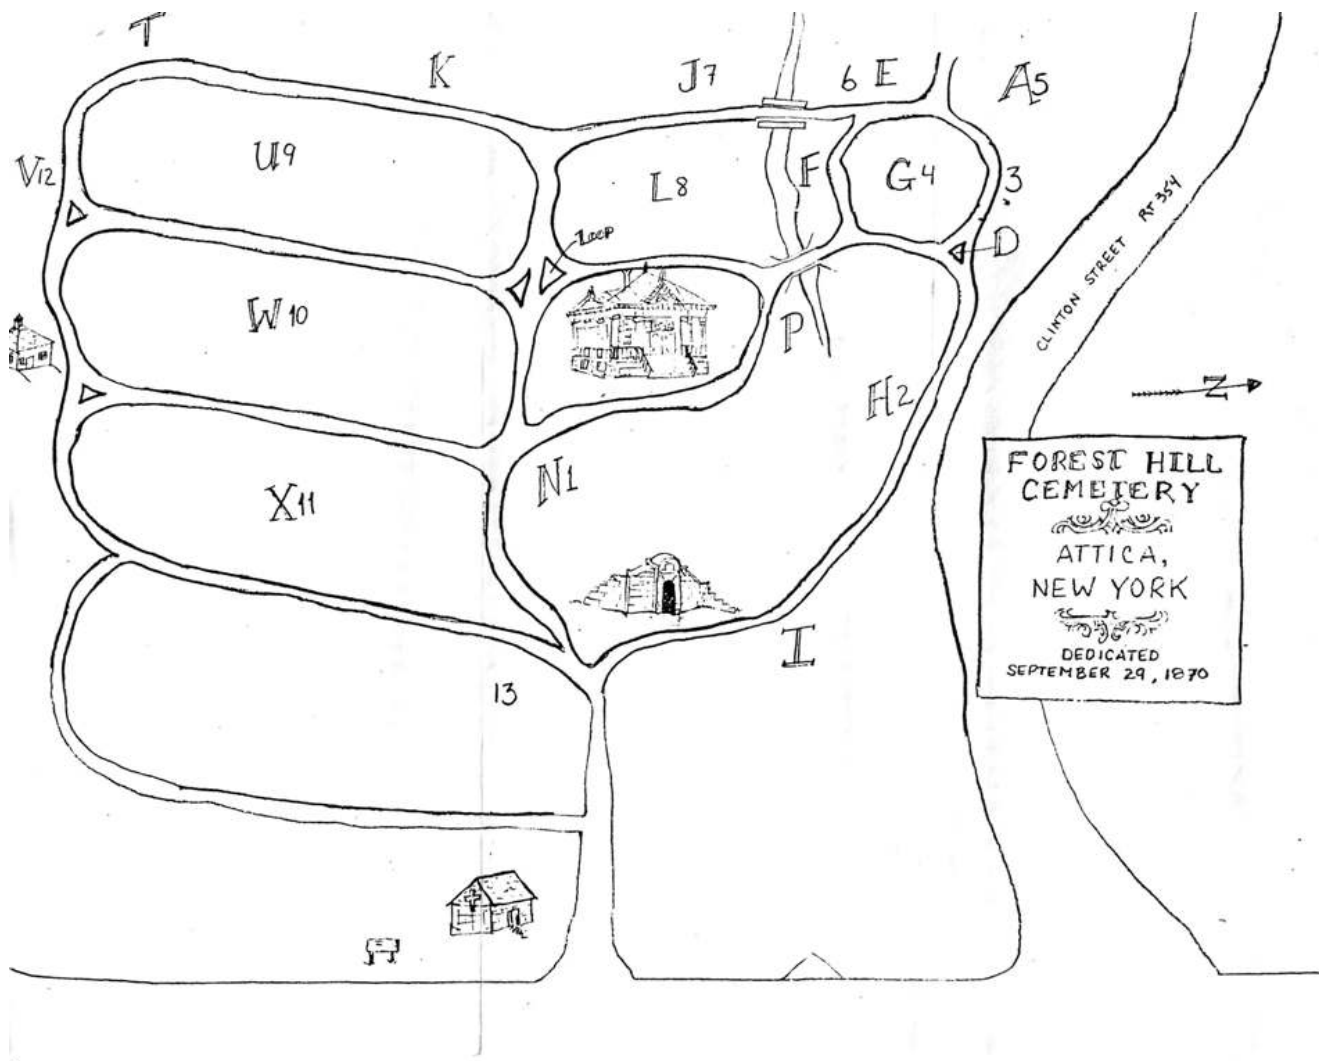 T
K
J7
6 E
A5
V12
U9
L8
F
G4
3
LOOP
D
CLINTON STREET RT 354
W10
P
H2
Z
X11
N1
FOREST HILL
CEMETERY
ATTICA,
NEW YORK
DEDICATED
SEPTEMBER 29, 1870
I
13